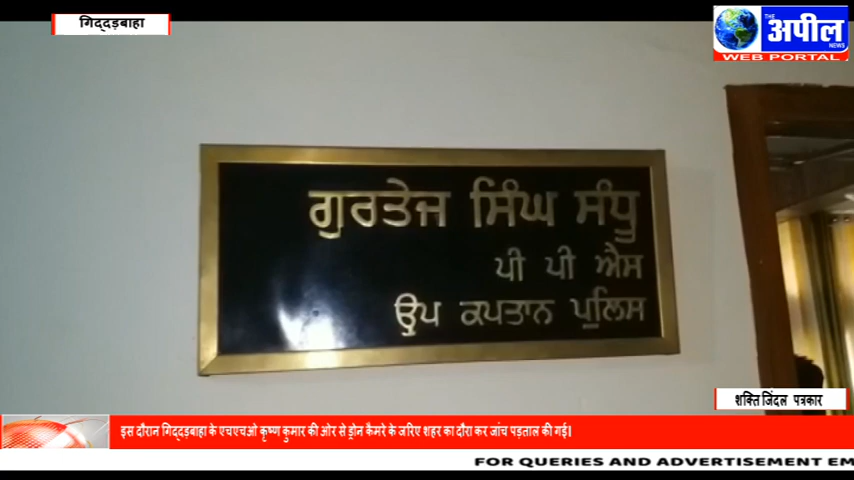 गिद्दड़बाहा
THE
अपील
NEWS
WEB PORTAL
ਗੁਰਤੇਜ ਸਿੰਘ ਸੰਧੂ
ਪੀ ਪੀ ਐਸ
ਉਪ ਕਪਤਾਨ ਪੁਲਿਸ
शक्ति जिंदल पत्रकार
इस दौरान गिद्दड़बाहा के एचएचओ कृष्ण कुमार की ओर से ड्रोन कैमरे के जरिए शहर का दौरा कर जांच पड़ताल की गई।
FOR QUERIES AND ADVERTISEMENT EM